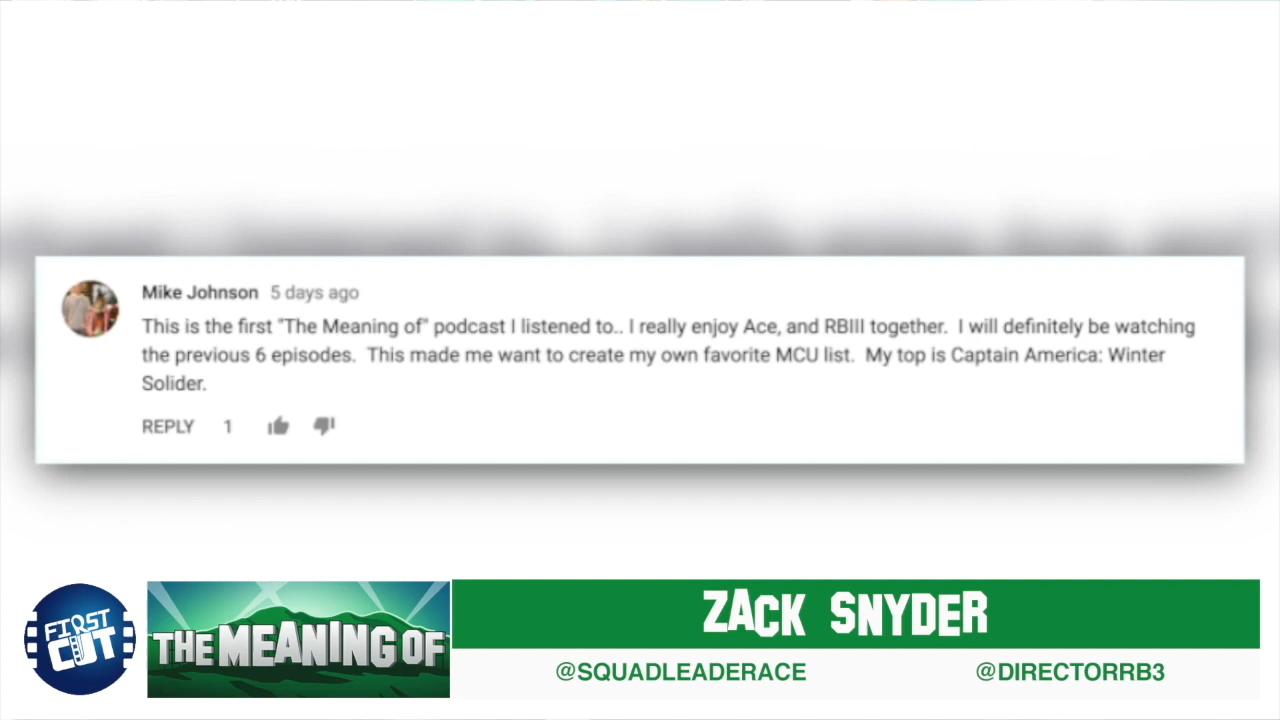 Mike Johnson 5 days ago
This is the first "The Meaning of" podcast I listened to.. I really enjoy Ace, and RBIII together. I will definitely be watching
the previous 6 episodes. This made me want to create my own favorite MCU list. My top is Captain America: Winter
Solider.
REPLY 1
FIRST
CUT
THE MEANING OF
ZACK SNYDER
@SQUADLEADERACE @DIRECTORRB3